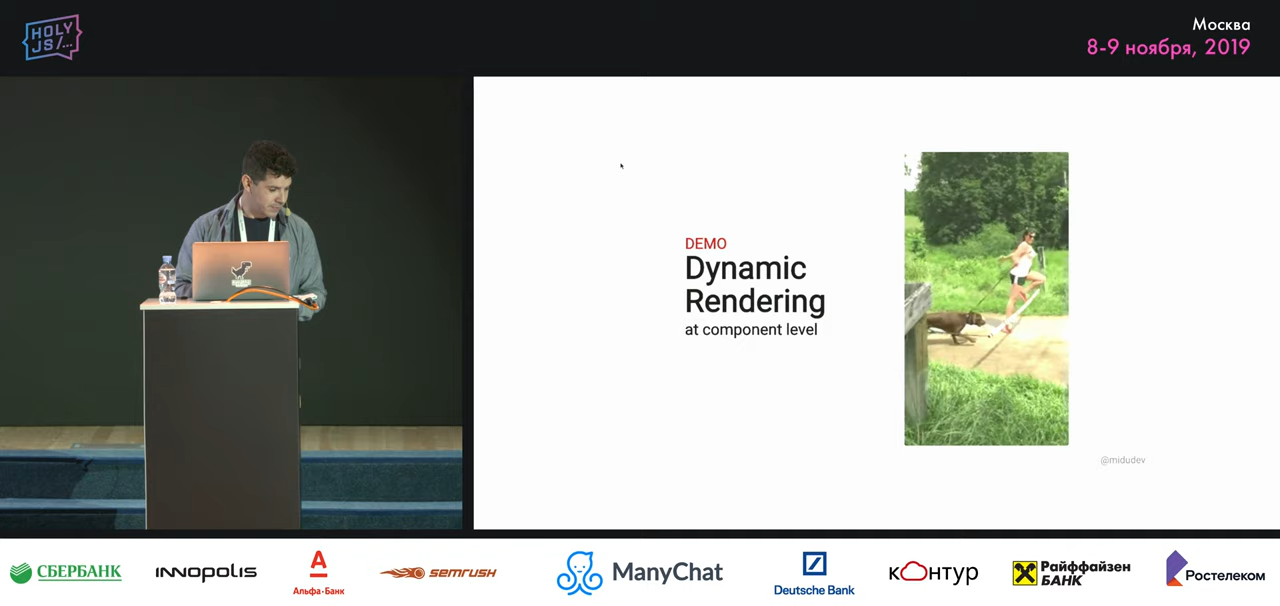 HOLY
JS/...
Москва
8-9 ноября, 2019
DEMO
Dynamic
Rendering
at component level
@midudev
СБЕРБАНК
INNOPOLIS
А
Альфа·Банк
semrush
ManyChat
Deutsche Bank
кОнтур
Райффайзен
БАНК
Ростелеком